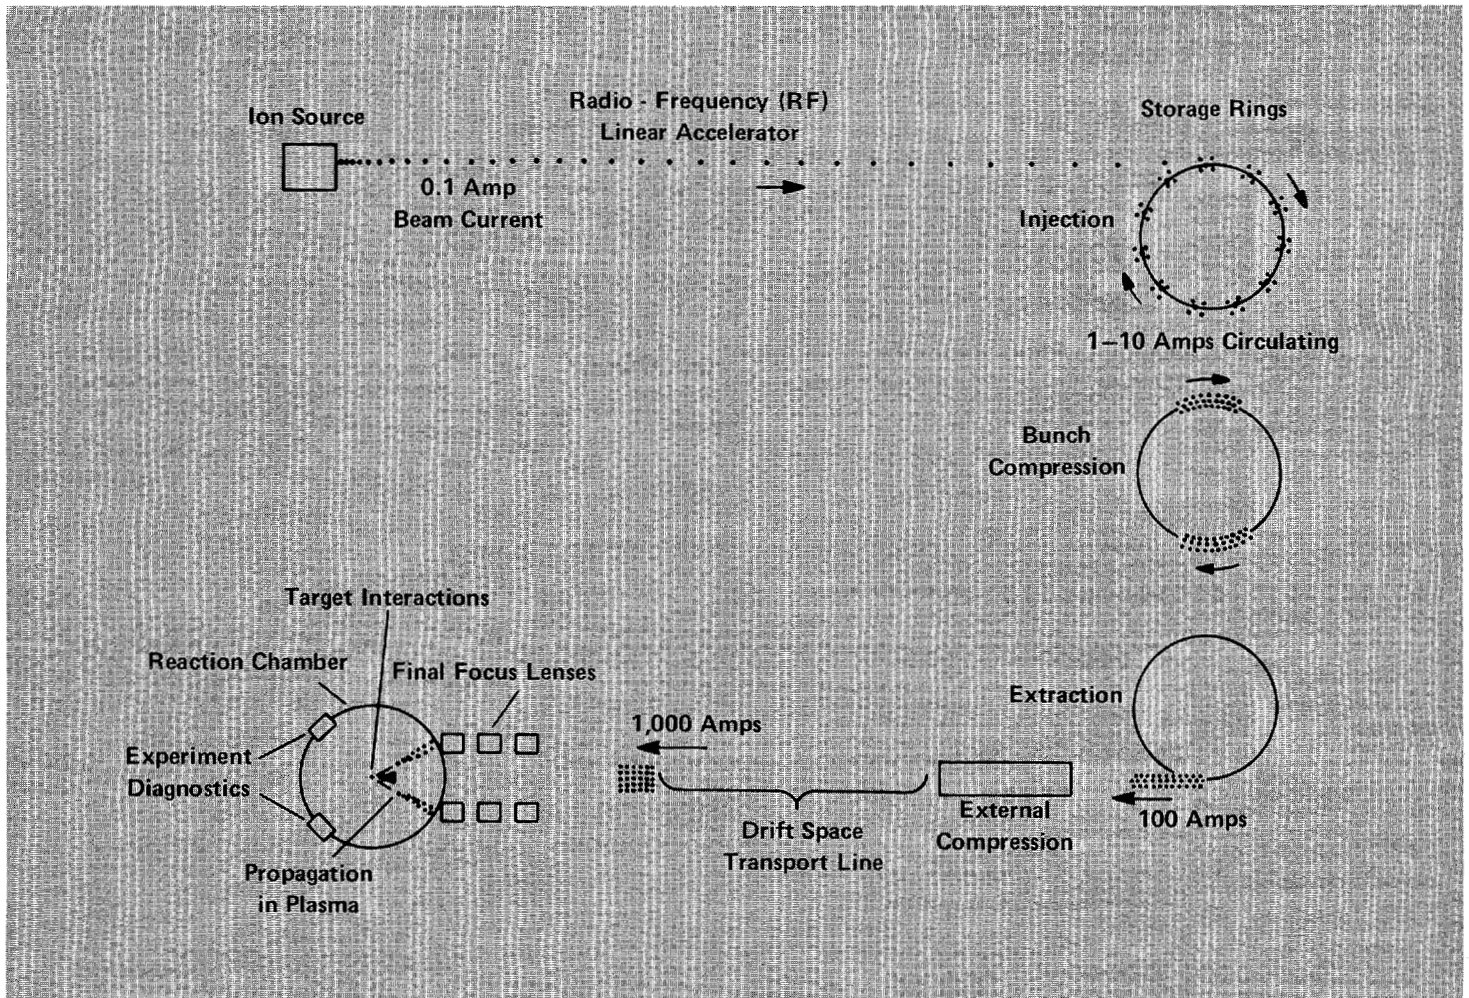 Ion Source
Radio - Frequency (RF)
Linear Accelerator
Storage Rings
0.1 Amp
Beam Current
Injection
1–10 Amps Circulating
Bunch
Compression
Target Interactions
Reaction Chamber
Final Focus Lenses
Extraction
1,000 Amps
Experiment
Diagnostics
External
Compression
100 Amps
Drift Space
Transport Line
Propagation
in Plasma